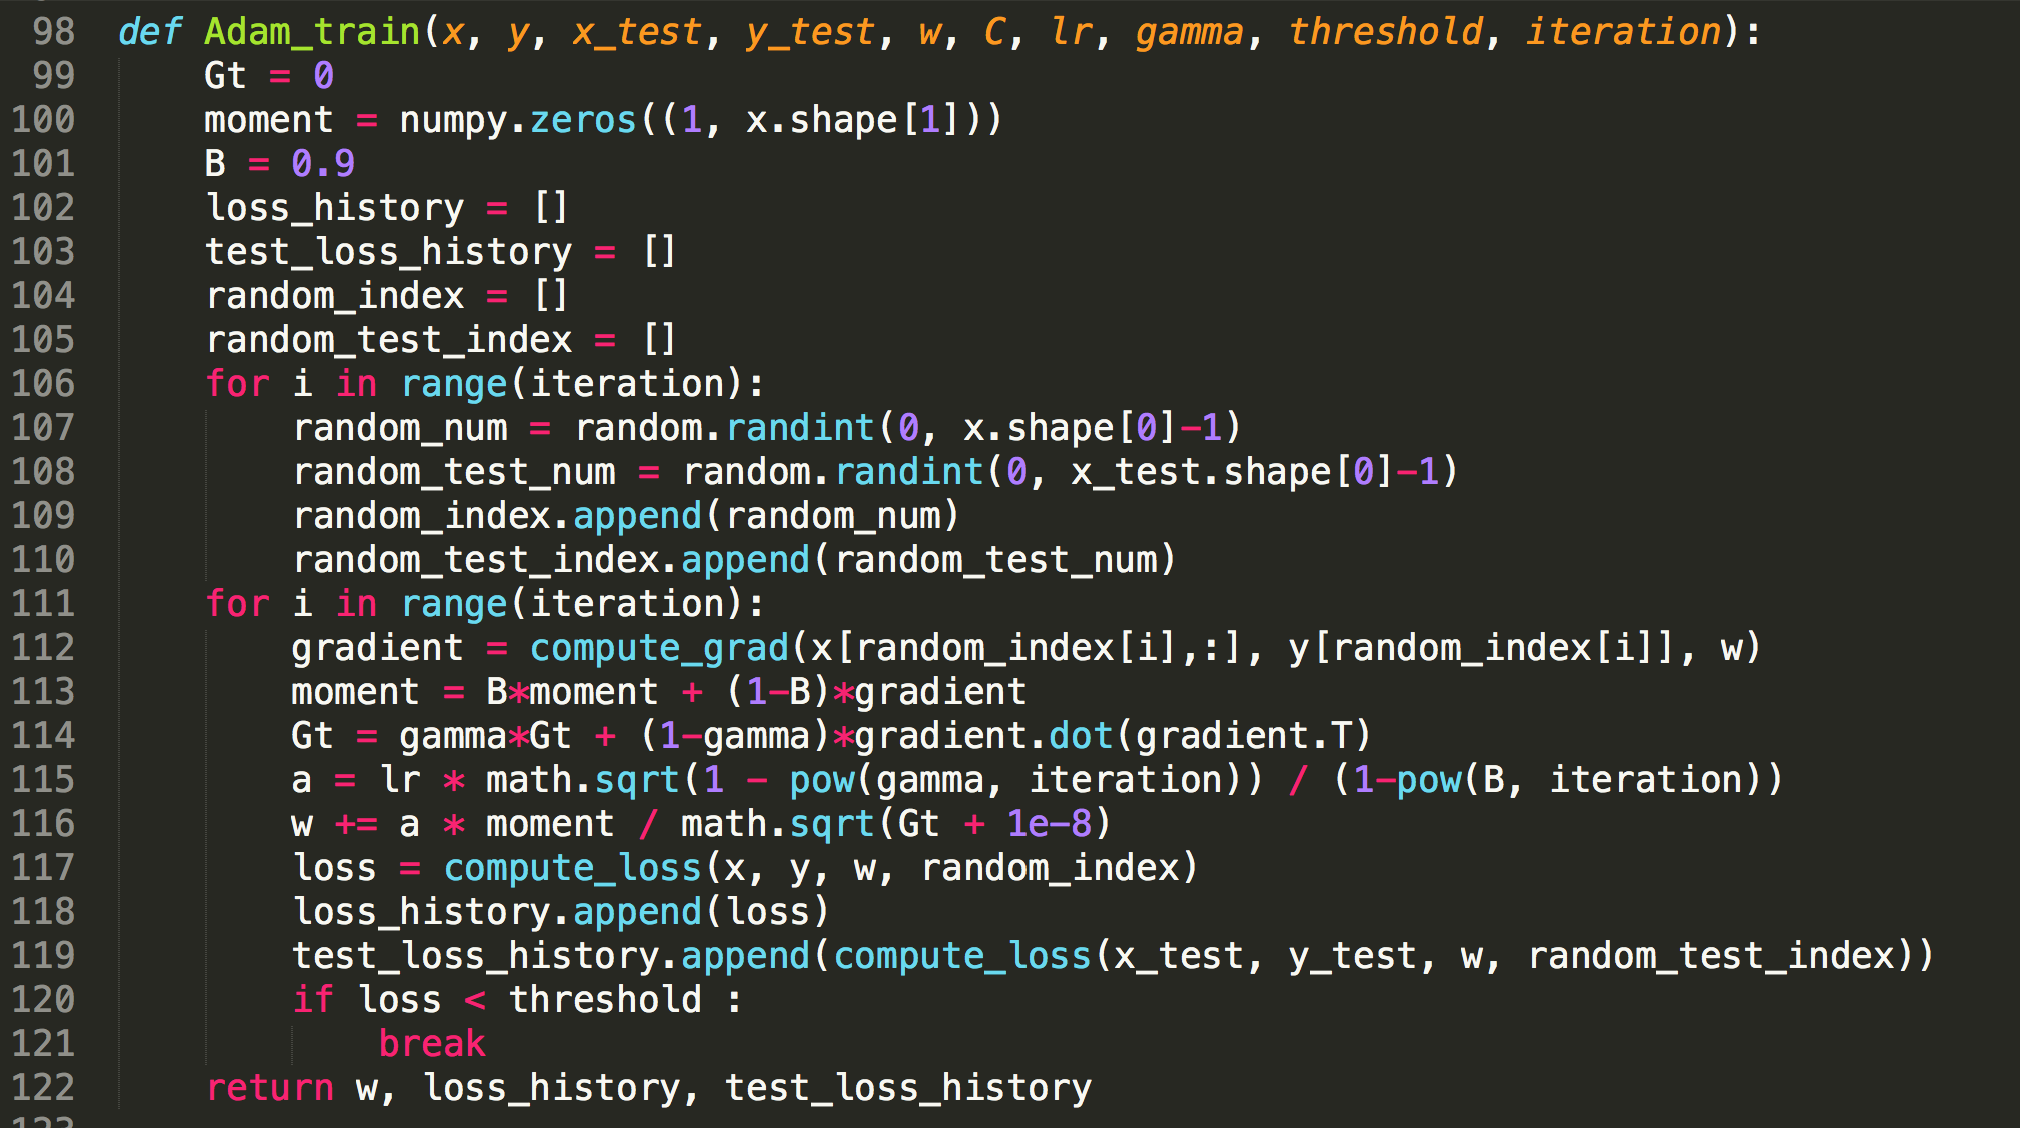 98 def Adam_train(x, y, x_test, y_test, w, C, lr, gamma, threshold, iteration):
99     Gt = 0
100     moment = numpy.zeros((1, x.shape[1]))
101     B = 0.9
102     loss_history = []
103     test_loss_history = []
104     random_index = []
105     random_test_index = []
106     for i in range(iteration):
107         random_num = random.randint(0, x.shape[0]-1)
108         random_test_num = random.randint(0, x_test.shape[0]-1)
109         random_index.append(random_num)
110         random_test_index.append(random_test_num)
111     for i in range(iteration):
112         gradient = compute_grad(x[random_index[i],:], y[random_index[i]], w)
113         moment = B*moment + (1-B)*gradient
114         Gt = gamma*Gt + (1-gamma)*gradient.dot(gradient.T)
115         a = lr * math.sqrt(1 - pow(gamma, iteration)) / (1-pow(B, iteration))
116         w += a * moment / math.sqrt(Gt + 1e-8)
117         loss = compute_loss(x, y, w, random_index)
118         loss_history.append(loss)
119         test_loss_history.append(compute_loss(x_test, y_test, w, random_test_index))
120         if loss < threshold :
121             break
122     return w, loss_history, test_loss_history
123